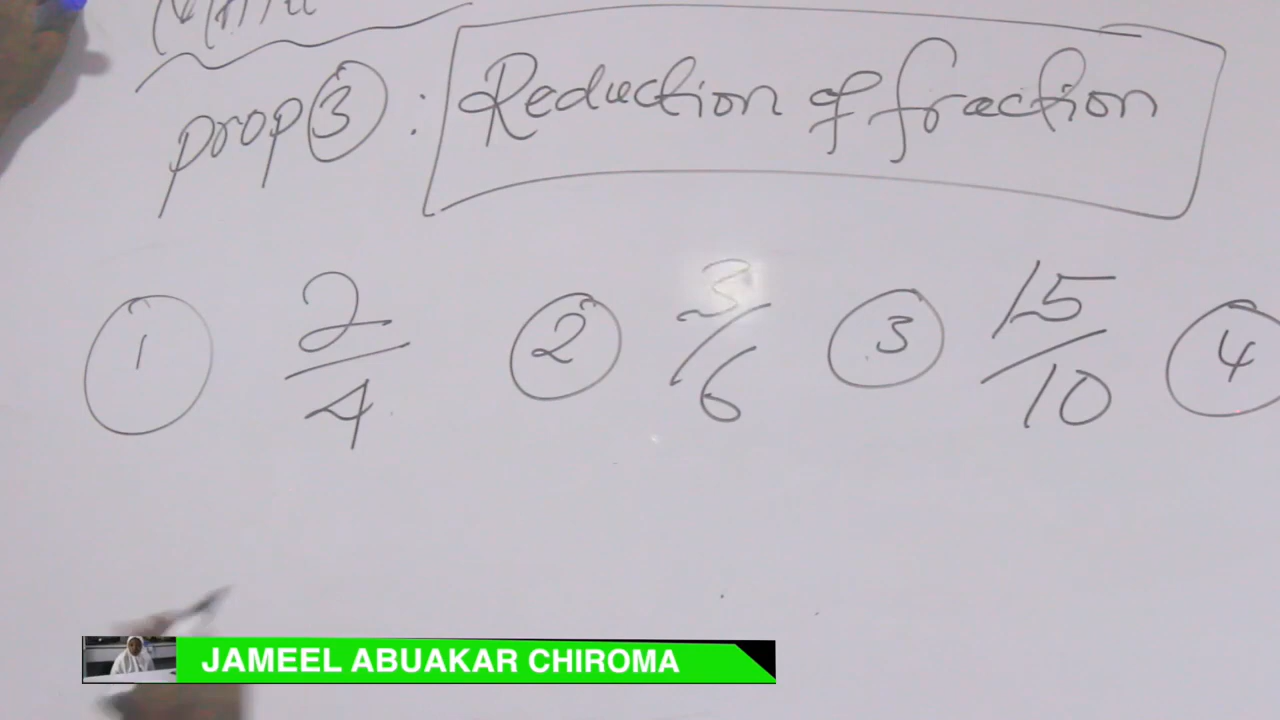 prop ③ : Reduction of fraction
① 2/4 ② 3/6 ③ 15/10 ④
JAMEEL ABUAKAR CHIROMA